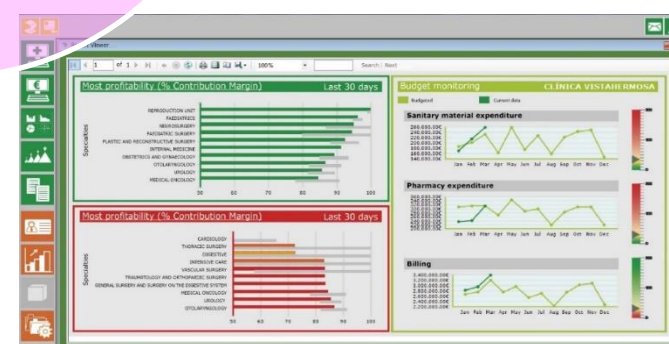 Viewer
1 of 1 100% Search | Next
Most profitability (% Contribution Margin) Last 30 days
Specialties
REPRODUCTION UNIT
PAEDIATRICS
NEUROSURGERY
PAEDIATRIC SURGERY
PLASTIC AND RECONSTRUCTIVE SURGERY
INTERNAL MEDICINE
OBSTETRICS AND GYNAECOLOGY
OTOLARYNGOLOGY
UROLOGY
MEDICAL ONCOLOGY
50 60 70 80 90 100
Most profitability (% Contribution Margin) Last 30 days
Specialties
CARDIOLOGY
THORACIC SURGERY
DIGESTIVE
INTENSIVE CARE
VASCULAR SURGERY
TRAUMATOLOGY AND ORTHOPAEDIC SURGERY
GENERAL SURGERY AND SURGERY ON THE DIGESTIVE SYSTEM
MEDICAL ONCOLOGY
UROLOGY
OTOLARYNGOLOGY
50 60 70 80 90 100
Budget monitoring CLÍNICA VISTAHERMOSA
Budgeted Current data
Sanitary material expenditure
Jan Feb Mar Apr May Jun Jul Aug Sep Oct Nov Dec
Pharmacy expenditure
Jan Feb Mar Apr May Jun Jul Aug Sep Oct Nov Dec
Billing
Jan Feb Mar Apr May Jun Jul Aug Sep Oct Nov Dec